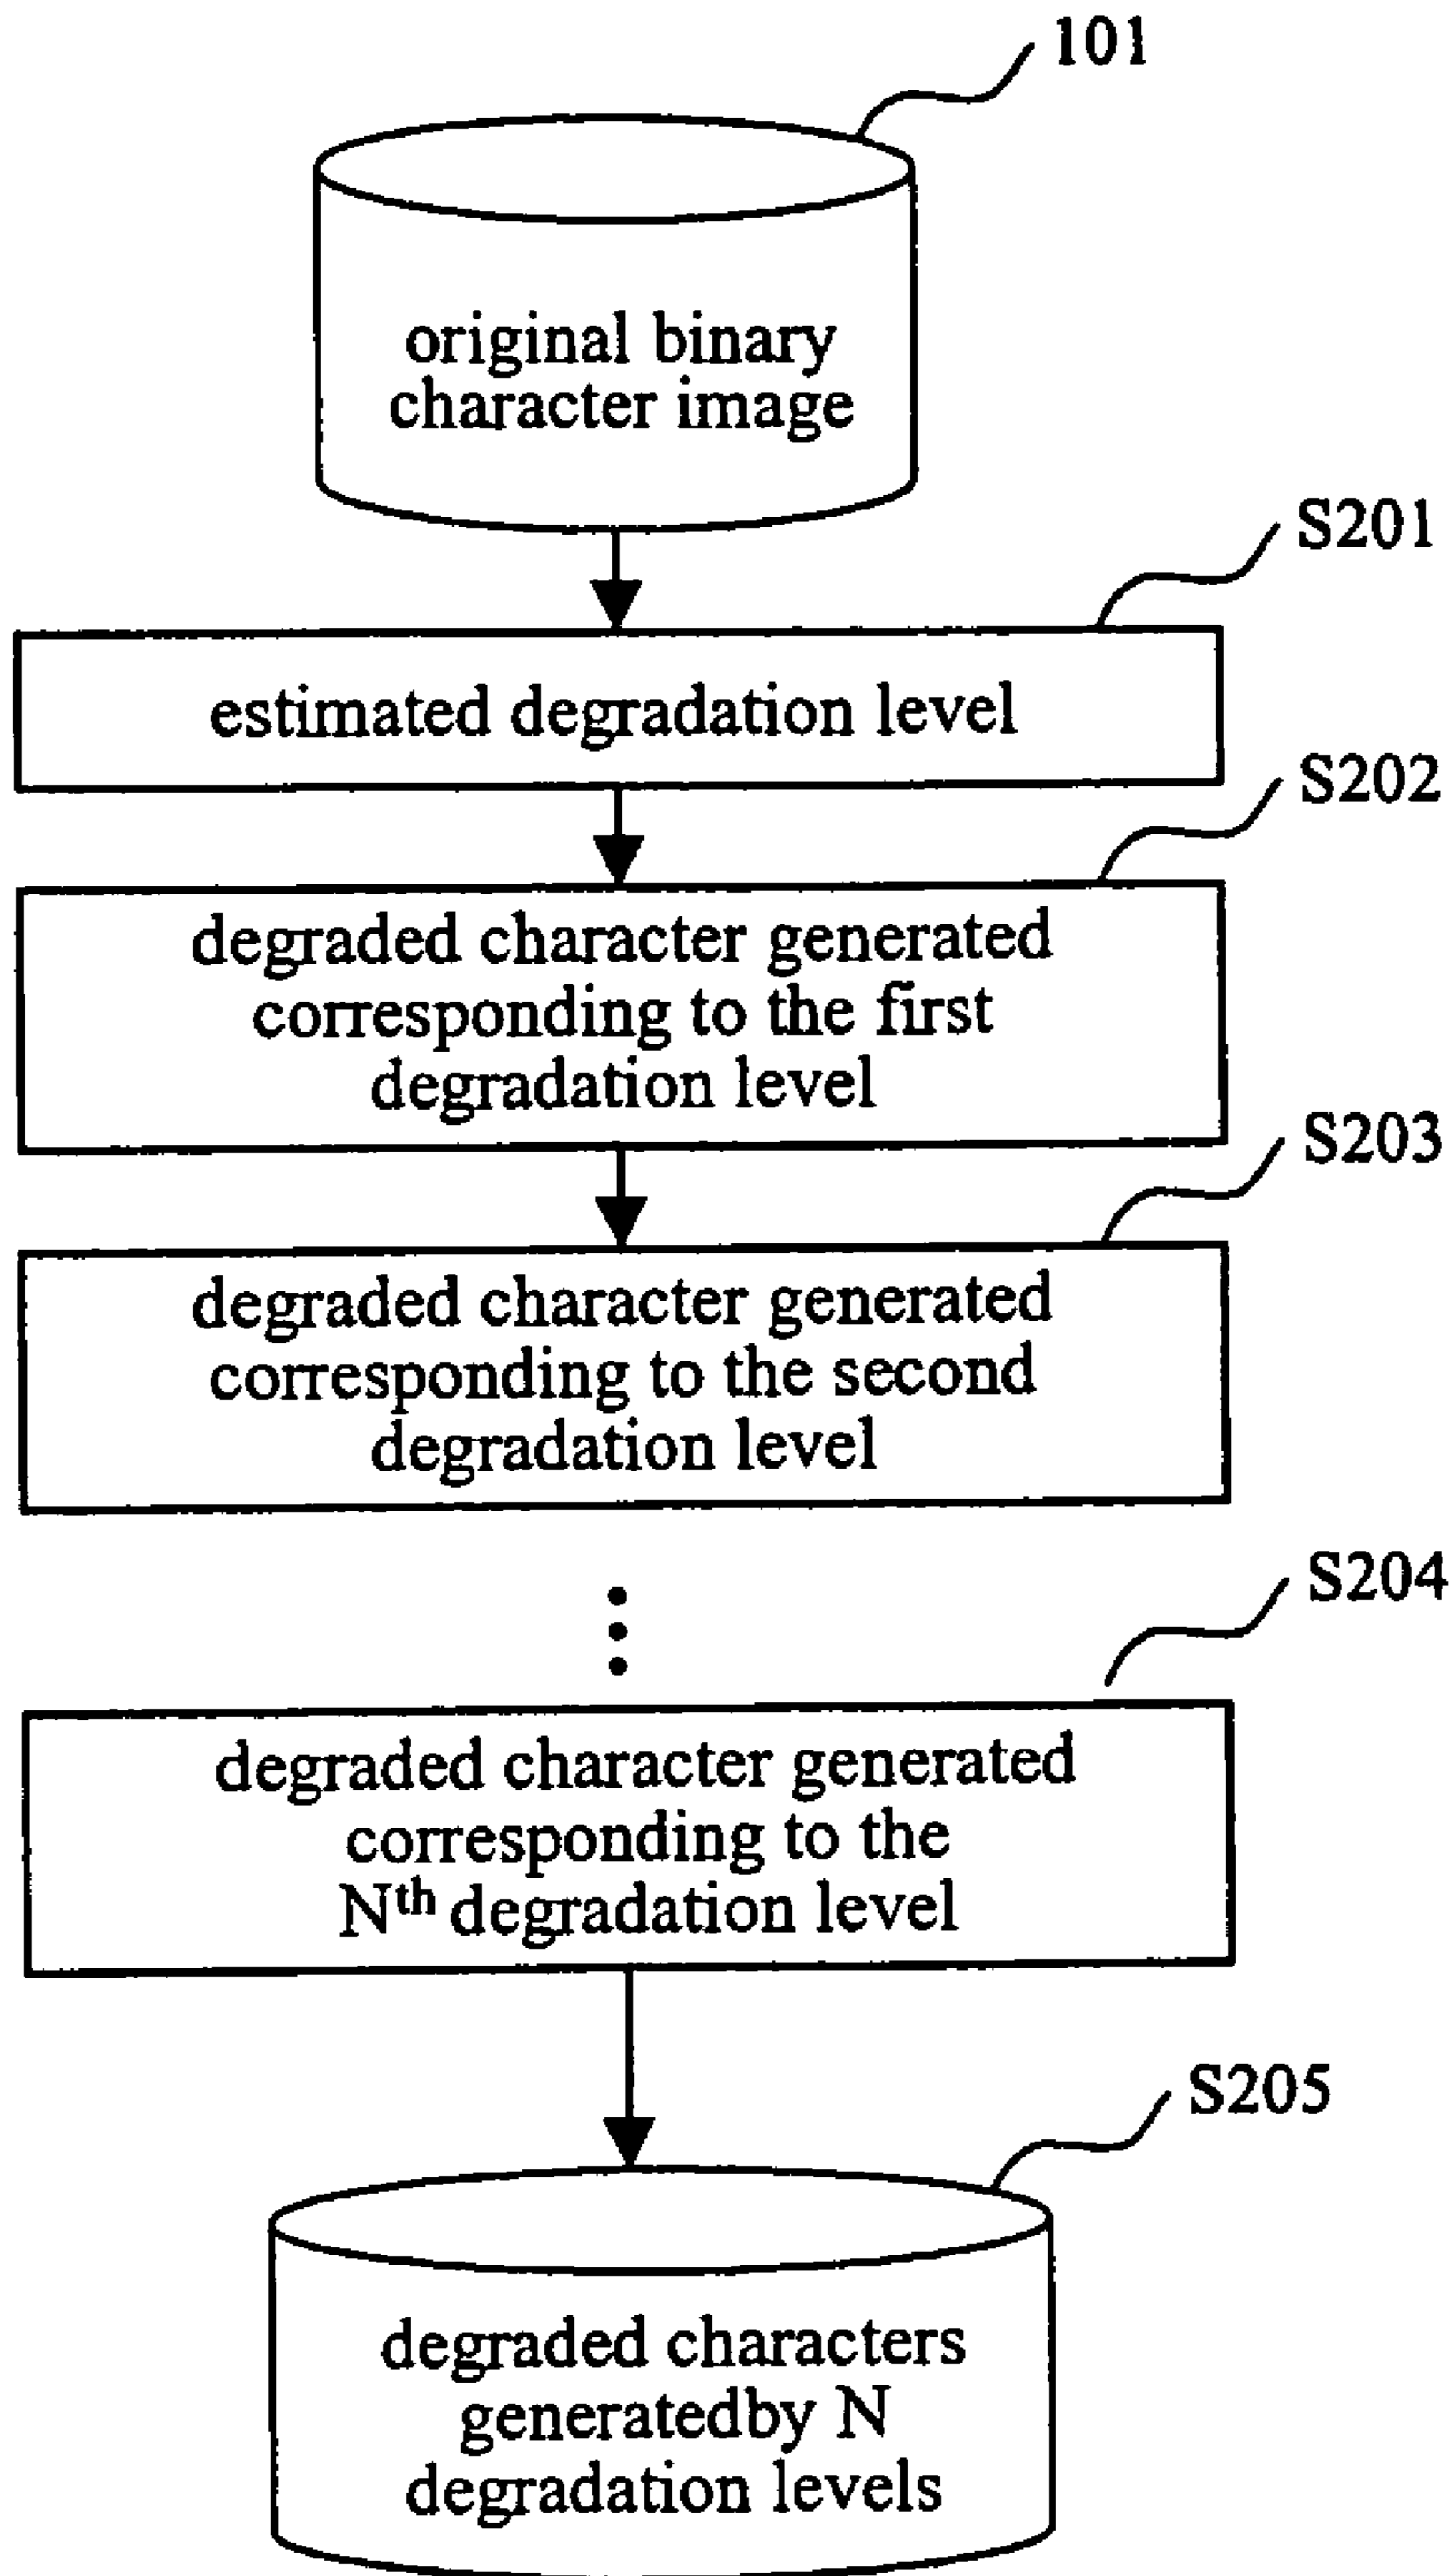 101
original binary
character image
S201
estimated degradation level
S202
degraded character generated
corresponding to the first
degradation level
S203
degraded character generated
corresponding to the second
degradation level
S204
degraded character generated
corresponding to the
Nth degradation level
S205
degraded characters
generatedby N
degradation levels